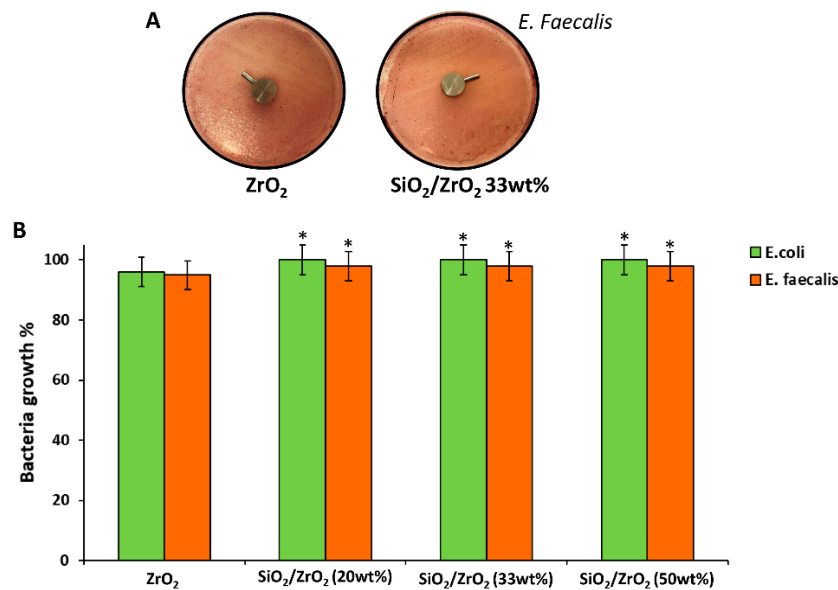 A
E. Faecalis
ZrO₂
SiO₂/ZrO₂ 33wt%
B
* * * * * *
E.coli
E. faecalis
Bacteria growth %
100
80
60
40
20
0
ZrO₂
SiO₂/ZrO₂ (20wt%)
SiO₂/ZrO₂ (33wt%)
SiO₂/ZrO₂ (50wt%)